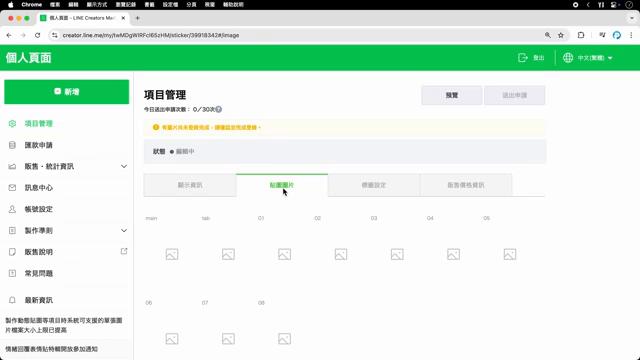 Chrome 檔案 編輯 顯示方式 瀏覽記錄 書籤 設定檔 分頁 視窗 輔助說明
個人頁面 - LINE Creators Mar
creator.line.me/my/twMDgWIRFcI65zHM/sticker/39918342#/image
個人頁面
登出
中文(繁體)
新增
項目管理
匯款申請
販售・統計資訊
訊息中心
帳號設定
製作準則
販售說明
常見問題
最新資訊
製作動態貼圖等項目時系統可支援的單張圖
片檔案大小上限已提高
情緒回覆表情貼特輯開放參加通知
項目管理
預覽
送出申請
今日送出申請次數： 0／30次
有圖片尚未登錄完成，請確認並完成登錄。
狀態 編輯中
顯示資訊
貼圖圖片
標籤設定
販售價格資訊
main tab 01 02 03 04 05
06 07 08